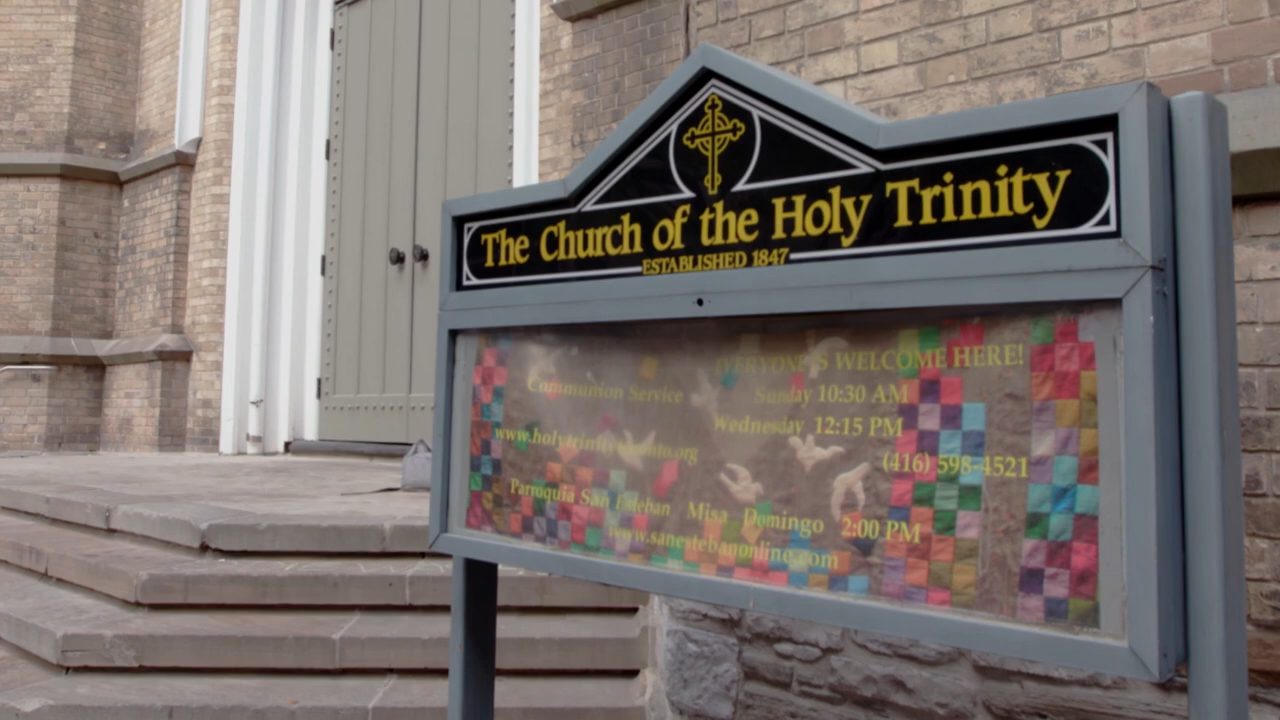 The Church of the Holy Trinity
ESTABLISHED 1847
EVERYONE IS WELCOME HERE!
Communion Service Sunday 10:30 AM
Wednesday 12:15 PM
www.holytrinitytoronto.org (416) 598-4521
Parroquia San Esteban Misa Domingo 2:00 PM
www.sanestebanonline.com